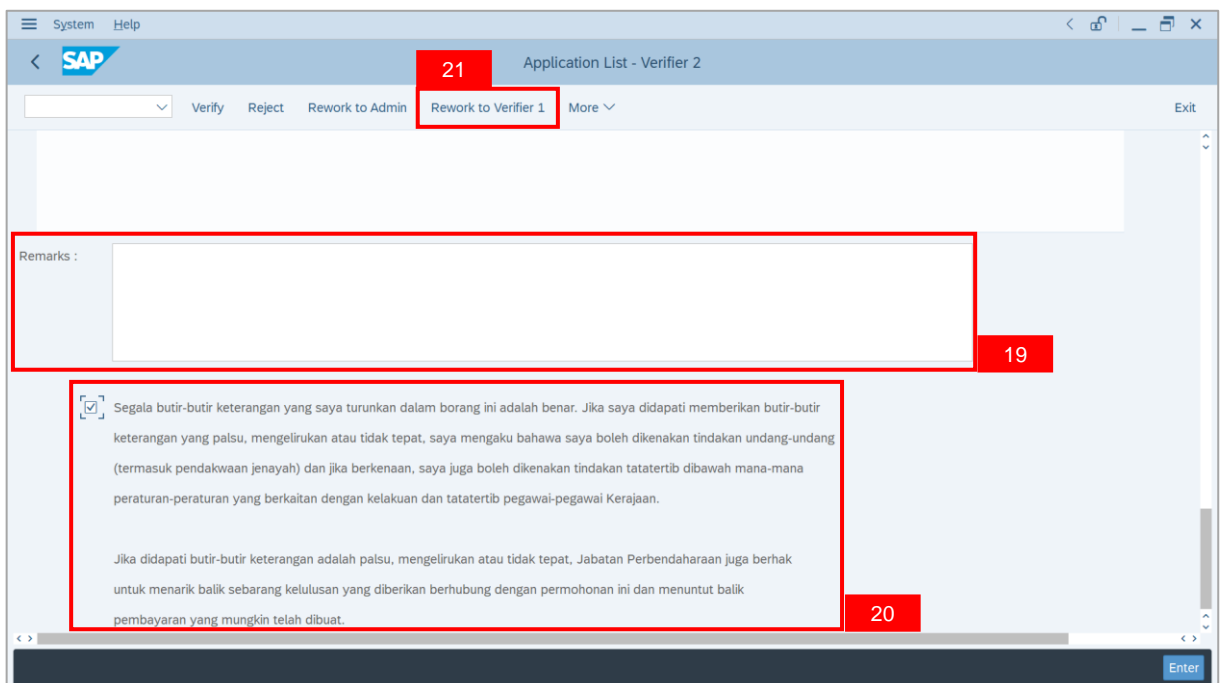 System Help
SAP
21
Application List - Verifier 2
Verify Reject Rework to Admin Rework to Verifier 1 More Exit
Remarks :
19
Segala butir-butir keterangan yang saya turunkan dalam borang ini adalah benar. Jika saya didapati memberikan butir-butir
keterangan yang palsu, mengelirukan atau tidak tepat, saya mengaku bahawa saya boleh dikenakan tindakan undang-undang
(termasuk pendakwaan jenayah) dan jika berkenaan, saya juga boleh dikenakan tindakan tatatertib dibawah mana-mana
peraturan-peraturan yang berkaitan dengan kelakuan dan tatatertib pegawai-pegawai Kerajaan.
Jika didapati butir-butir keterangan adalah palsu, mengelirukan atau tidak tepat, Jabatan Perbendaharaan juga berhak
untuk menarik balik sebarang kelulusan yang diberikan berhubung dengan permohonan ini dan menuntut balik
pembayaran yang mungkin telah dibuat.
20
Enter